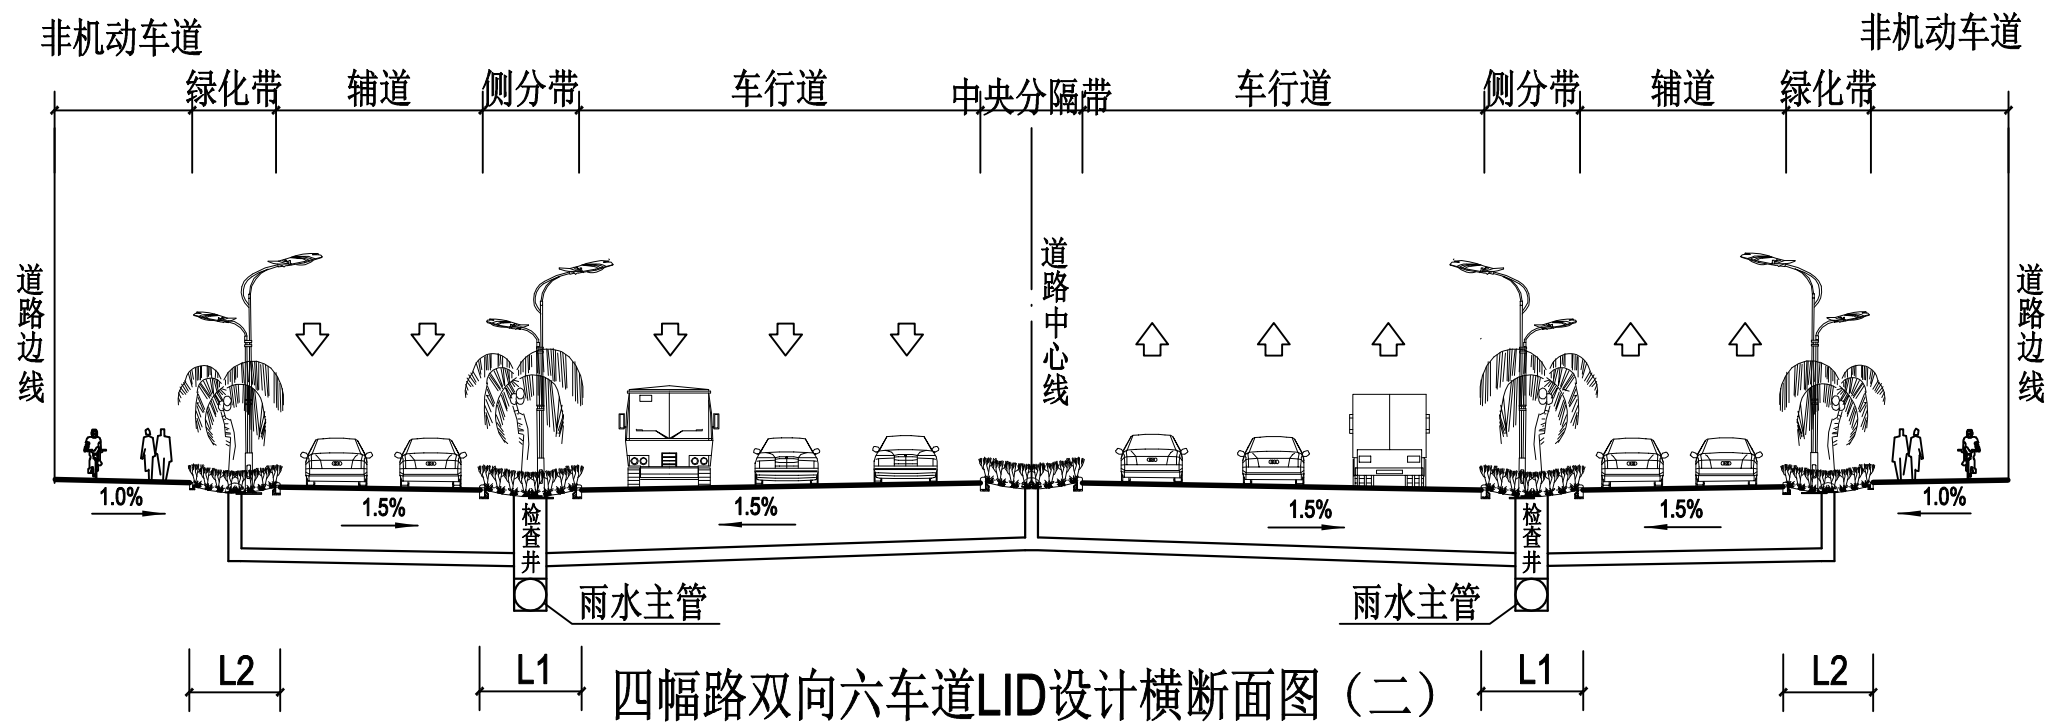 非机动车道
绿化带
辅道
侧分带
车行道
中央分隔带
车行道
侧分带
辅道
绿化带
非机动车道
道路边线
道路中心线
道路边线
1.0%
1.5%
1.5%
1.5%
1.5%
1.0%
检查井
检查井
雨水主管
雨水主管
L2
L1
L1
L2
四幅路双向六车道LID设计横断面图（二）